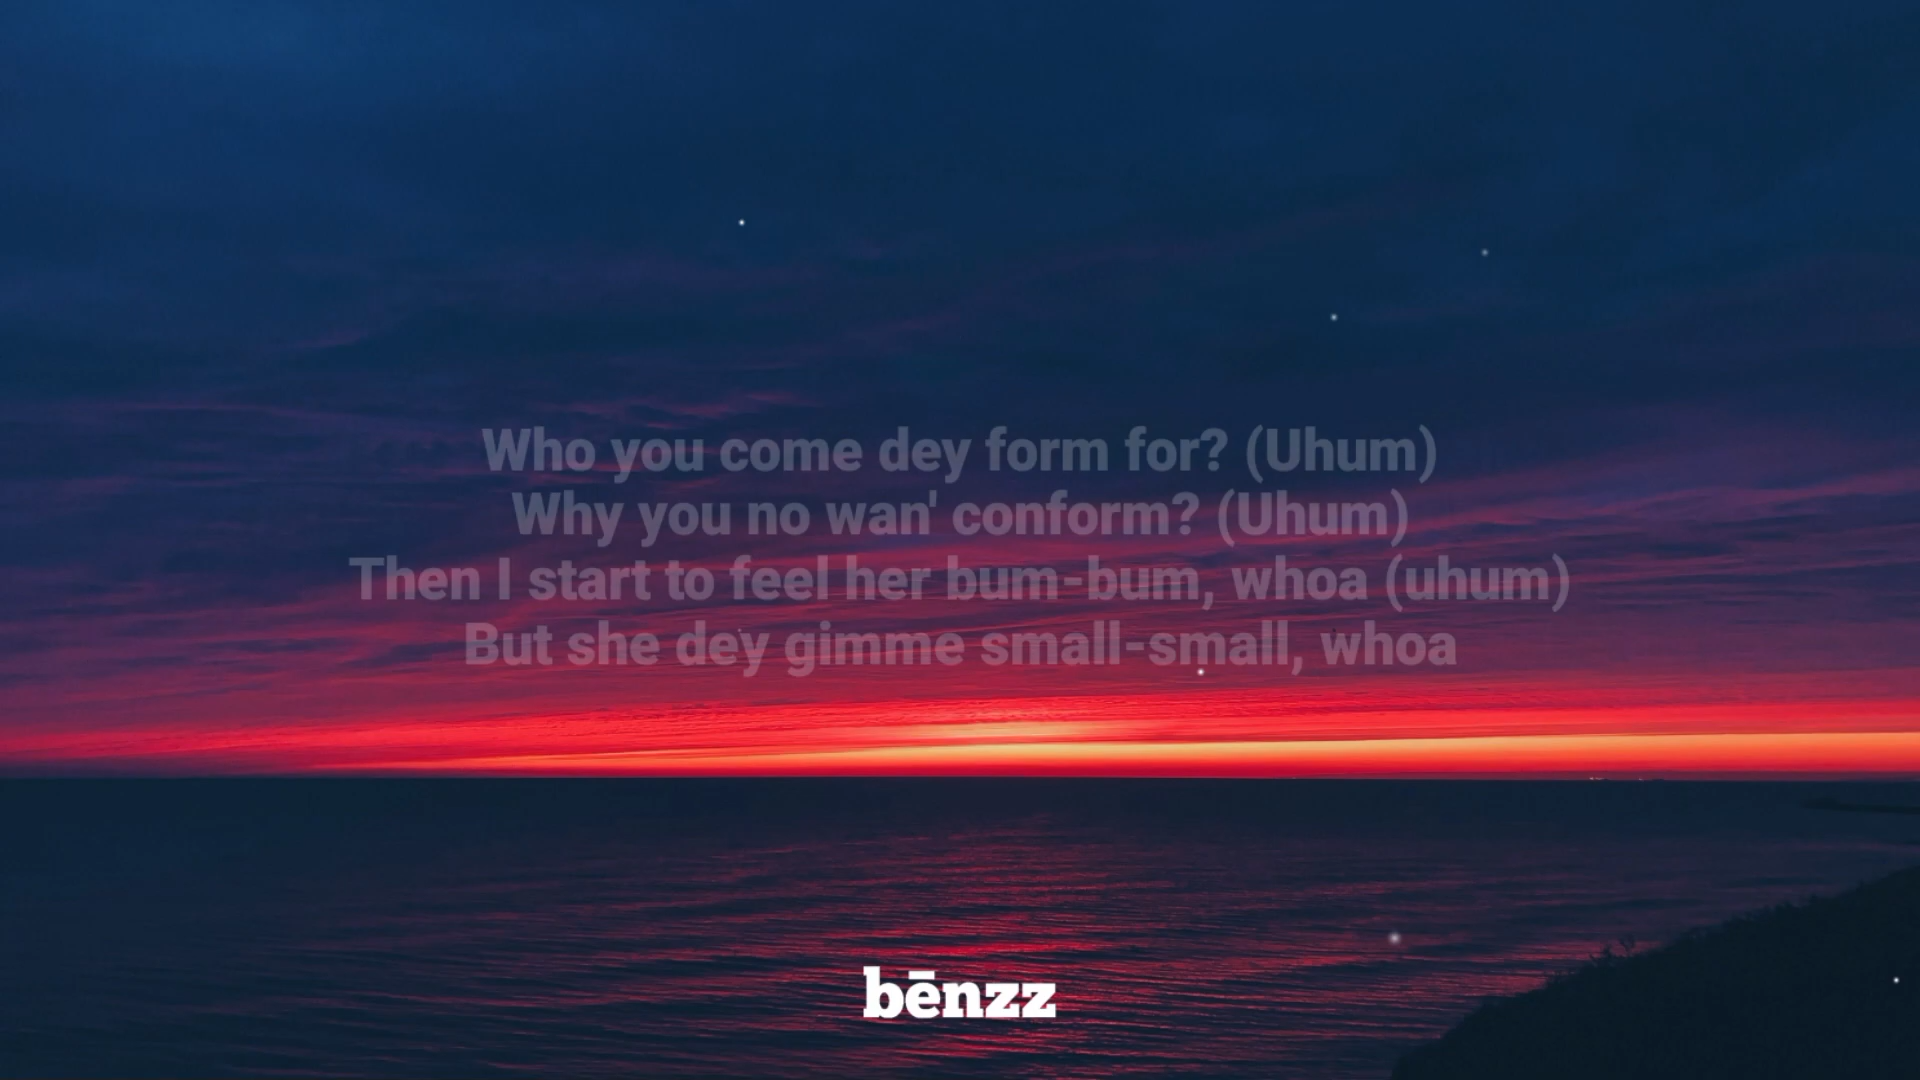 Who you come dey form for? (Uhum)
Why you no wan' conform? (Uhum)
Then I start to feel her bum-bum, whoa (uhum)
But she dey gimme small-small, whoa
bēnzz